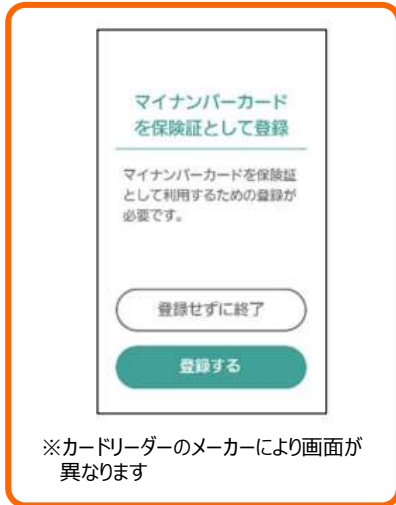 マイナンバーカード
を保険証として登録
マイナンバーカードを保険証
として利用するための登録が
必要です。
登録せずに終了
登録する
※カードリーダーのメーカーにより画面が
異なります